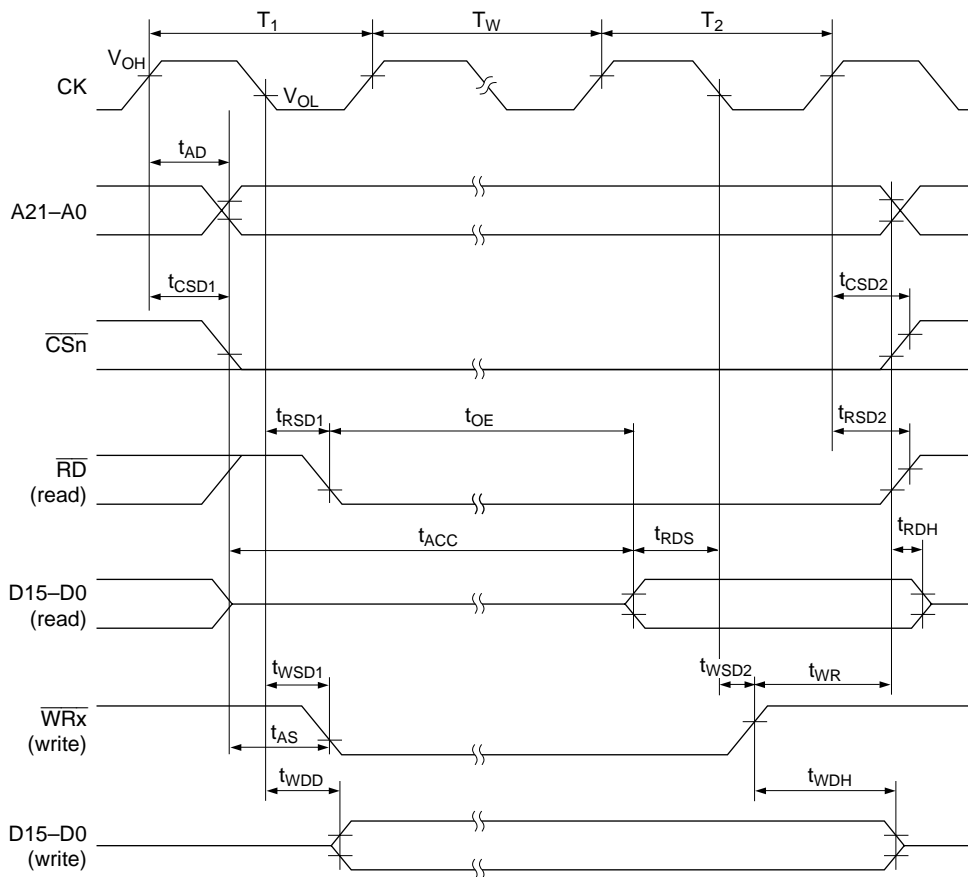 T1 TW T2
VOH
CK
VOL
tAD
A21–A0
tCSD1 tCSD2
CSn
tRSD1 tOE tRSD2
RD
(read)
tACC tRDS tRDH
D15–D0
(read)
tWSD1 tWSD2 tWR
WRx
(write)
tAS
tWDD tWDH
D15–D0
(write)